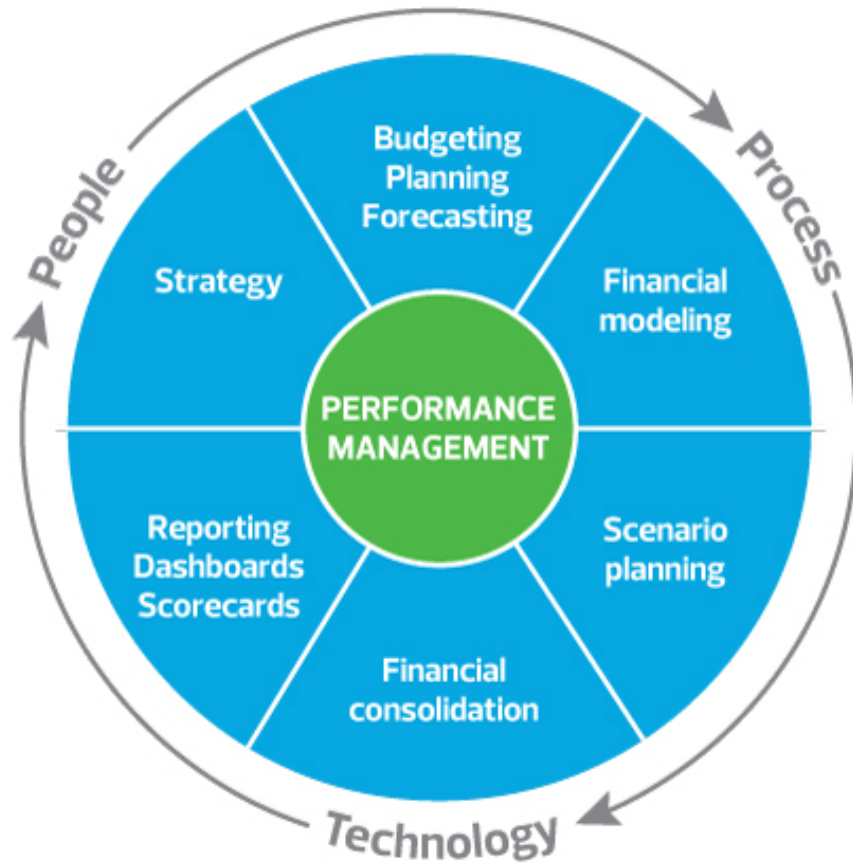 People
Process
Technology
Budgeting
Planning
Forecasting
Strategy
Financial
modeling
PERFORMANCE
MANAGEMENT
Reporting
Dashboards
Scorecards
Scenario
planning
Financial
consolidation